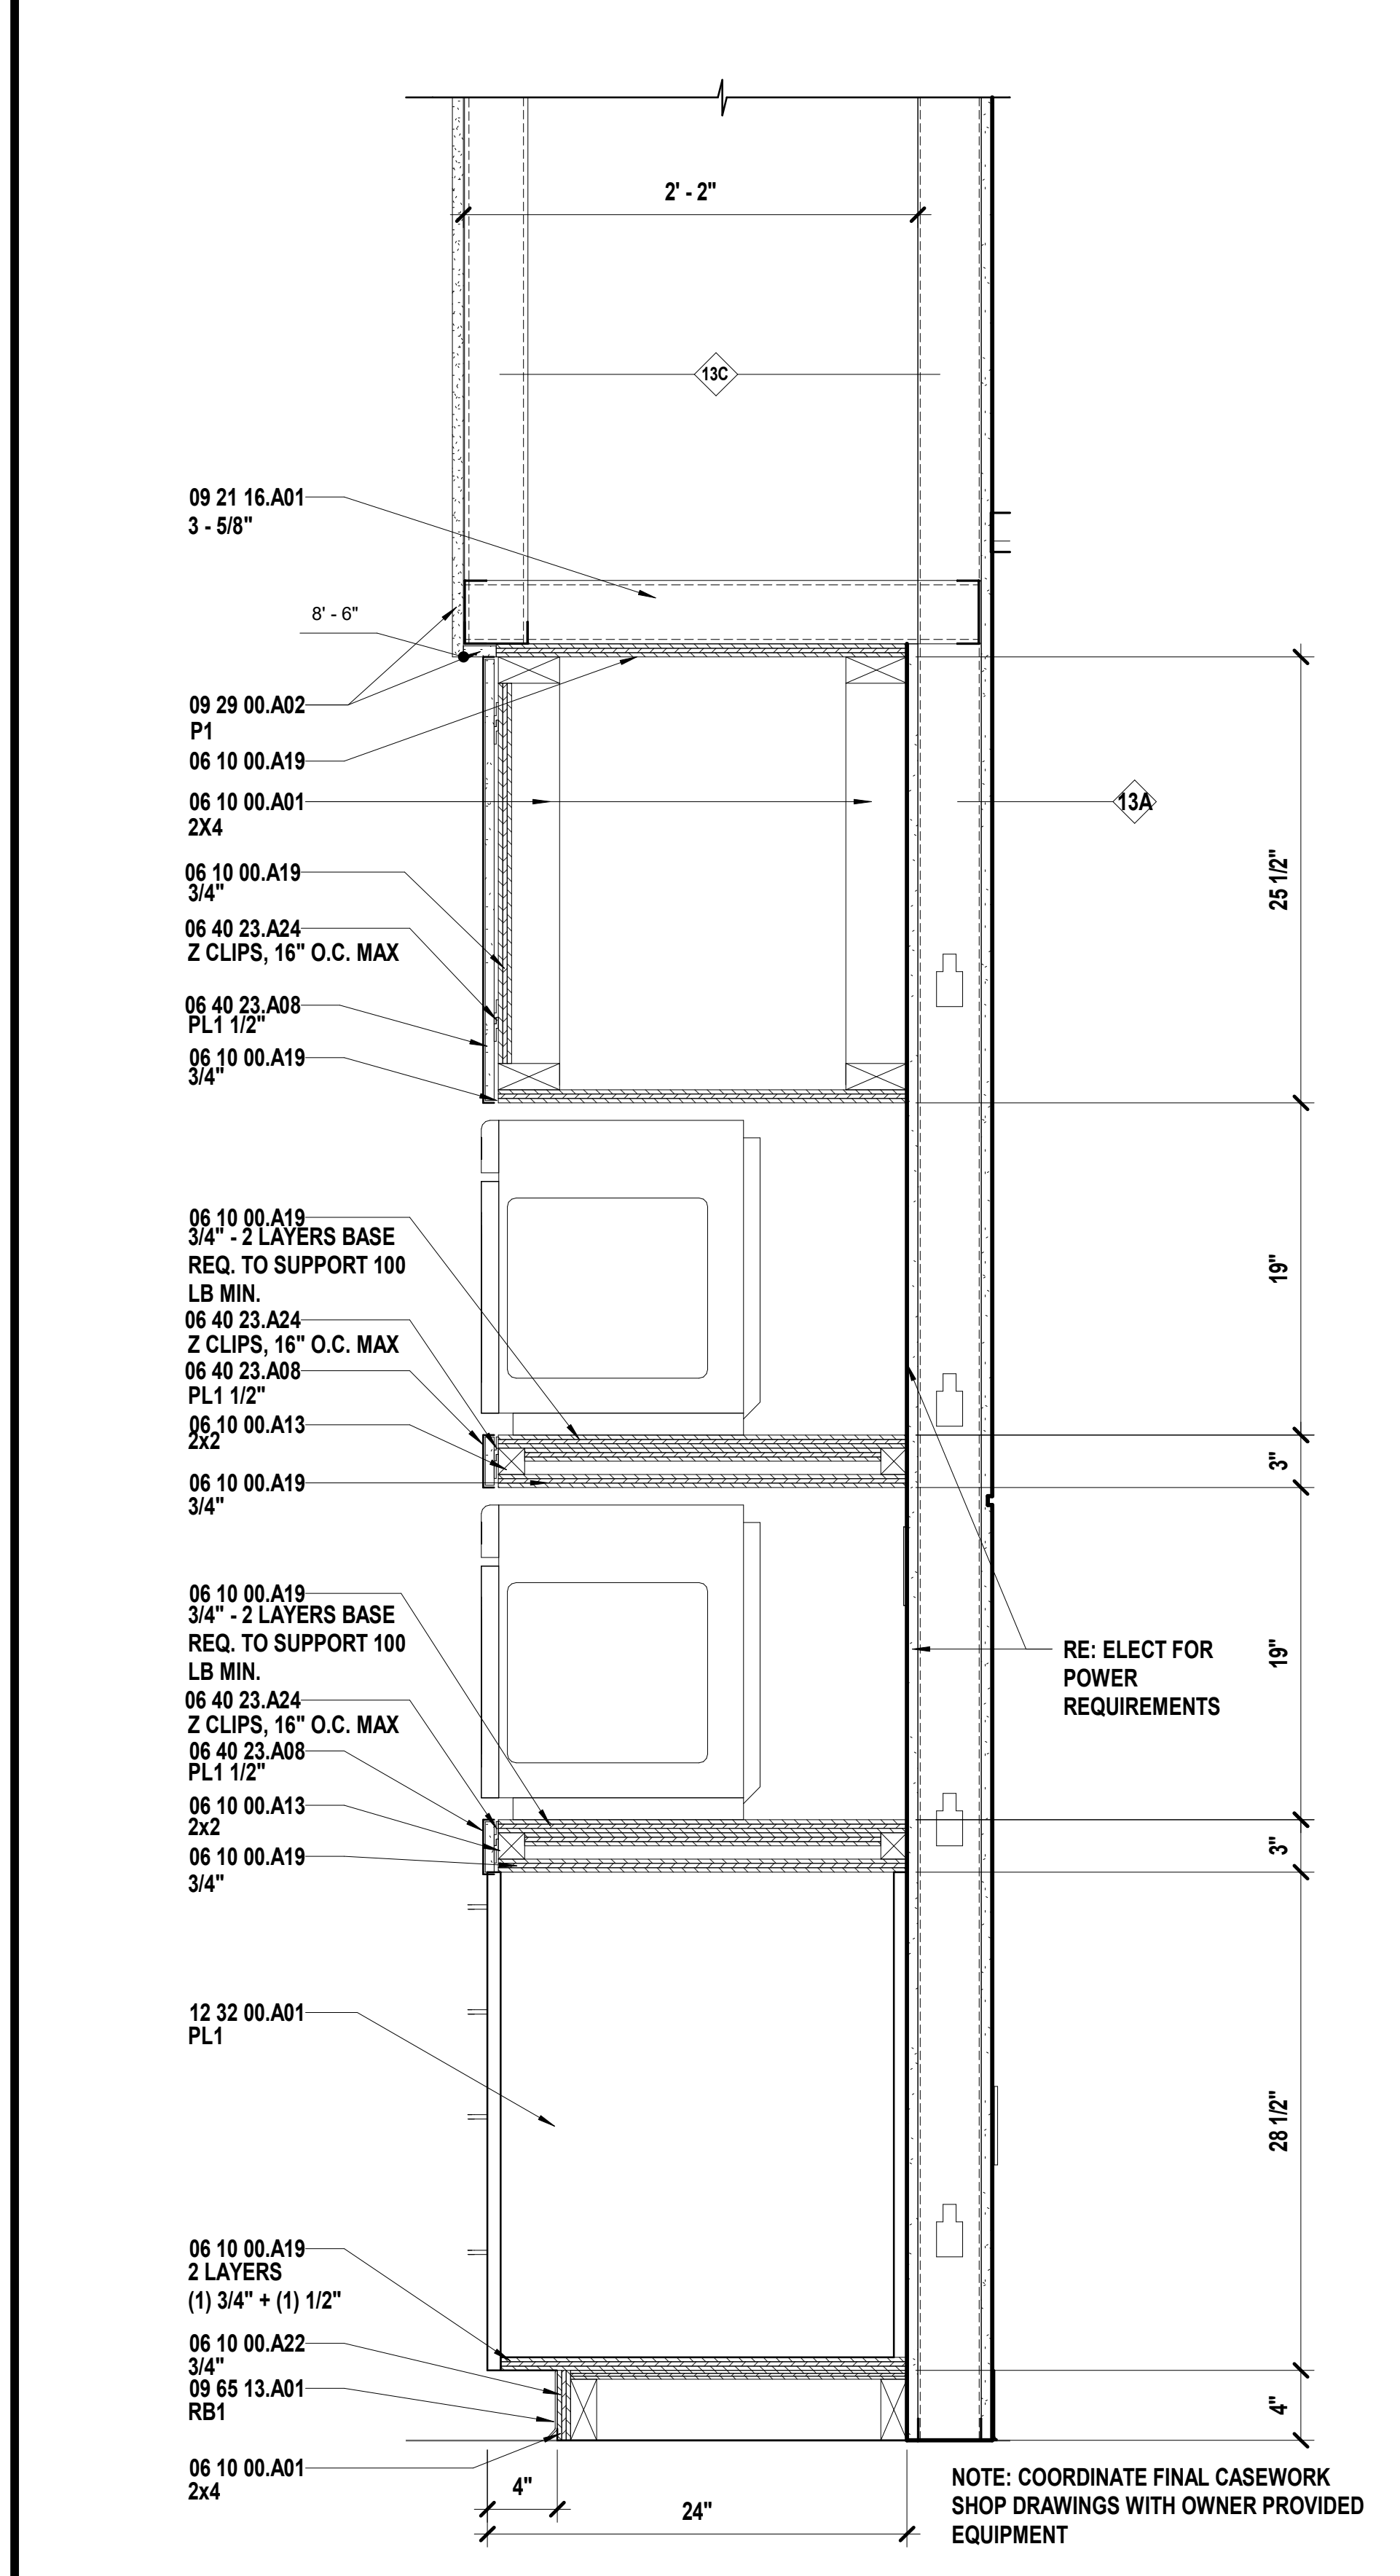 2' - 2"
13C
09 21 16.A01
3 - 5/8"
8' - 6"
09 29 00.A02
P1
06 10 00.A19
06 10 00.A01
2X4
13A
25 1/2"
06 10 00.A19
3/4"
06 40 23.A24
Z CLIPS, 16" O.C. MAX
06 40 23.A08
PL1 1/2"
06 10 00.A19
3/4"
06 10 00.A19
3/4" - 2 LAYERS BASE
REQ. TO SUPPORT 100
LB MIN.
19"
06 40 23.A24
Z CLIPS, 16" O.C. MAX
06 40 23.A08
PL1 1/2"
06 10 00.A13
2x2
3"
06 10 00.A19
3/4"
06 10 00.A19
3/4" - 2 LAYERS BASE
REQ. TO SUPPORT 100
LB MIN.
RE: ELECT FOR
POWER
REQUIREMENTS
19"
06 40 23.A24
Z CLIPS, 16" O.C. MAX
06 40 23.A08
PL1 1/2"
06 10 00.A13
2x2
3"
06 10 00.A19
3/4"
12 32 00.A01
PL1
28 1/2"
06 10 00.A19
2 LAYERS
(1) 3/4" + (1) 1/2"
06 10 00.A22
3/4"
09 65 13.A01
RB1
4"
06 10 00.A01
2x4
4"
24"
NOTE: COORDINATE FINAL CASEWORK
SHOP DRAWINGS WITH OWNER PROVIDED
EQUIPMENT